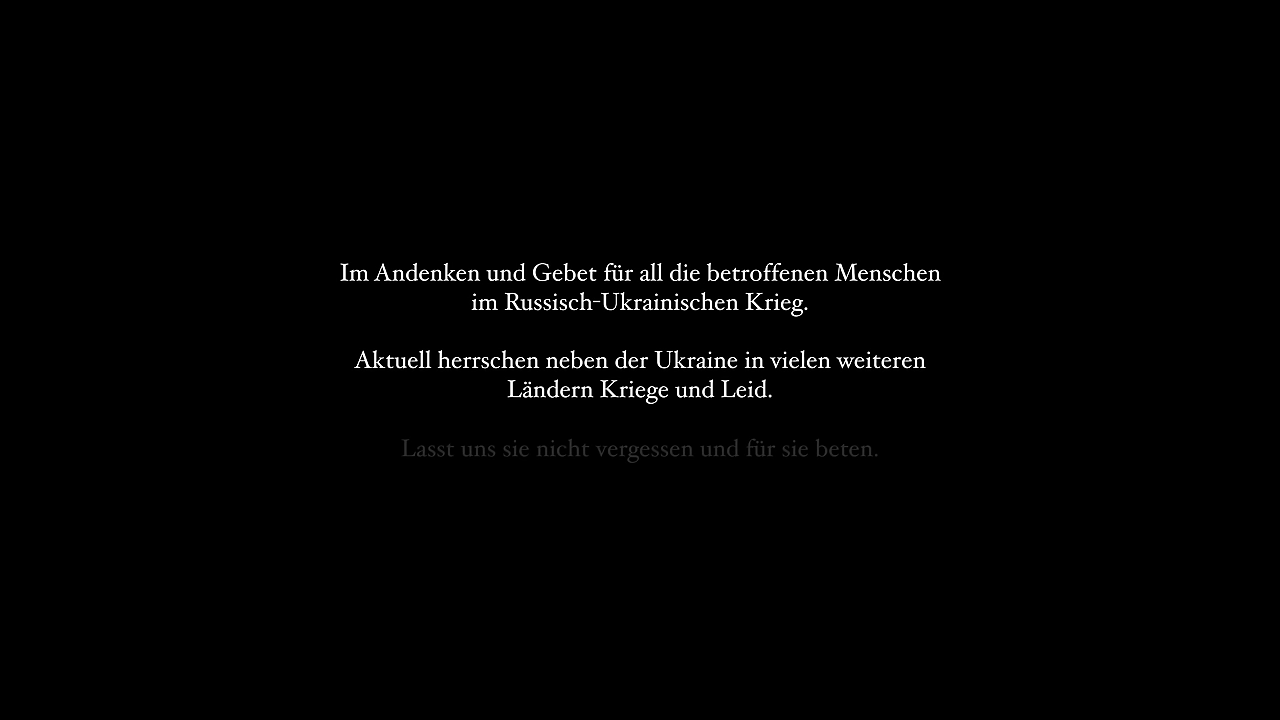 Im Andenken und Gebet für all die betroffenen Menschen
im Russisch-Ukrainischen Krieg.
Aktuell herrschen neben der Ukraine in vielen weiteren
Ländern Kriege und Leid.
Lasst uns sie nicht vergessen und für sie beten.